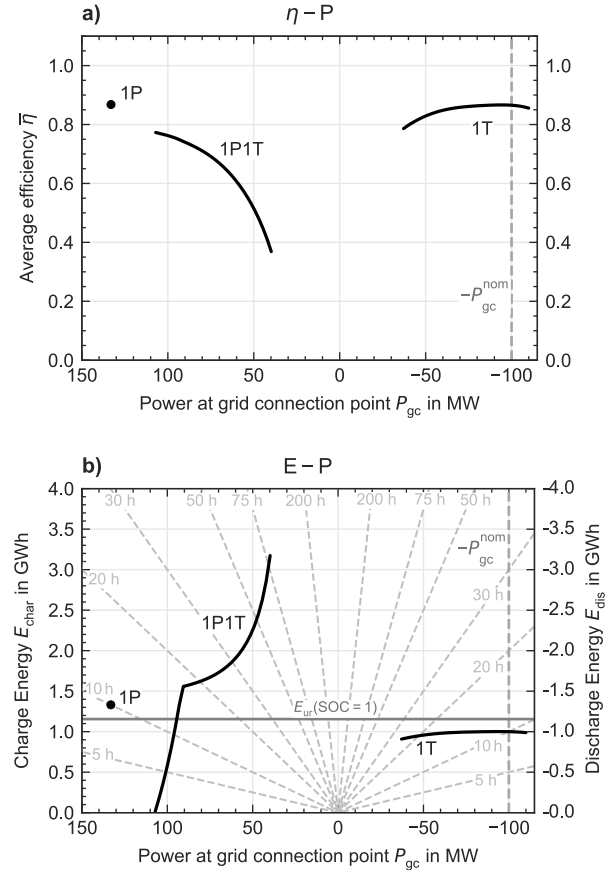 a)
η – P
1.0
0.8
0.6
0.4
0.2
0.0
Average efficiency η̅
1P
1P1T
1T
−P_gc^nom
1.0
0.8
0.6
0.4
0.2
0.0
150 100 50 0 −50 −100
Power at grid connection point P_gc in MW
b)
E – P
4.0
3.5
3.0
2.5
2.0
1.5
1.0
0.5
0.0
Charge Energy E_char in GWh
30 h 50 h 75 h 200 h 200 h 75 h 50 h
−P_gc^nom
20 h
30 h
1P1T
20 h
10 h
1P
E_ur(SOC = 1)
1T
10 h
5 h
5 h
-4.0
-3.5
-3.0
-2.5
-2.0
-1.5
-1.0
-0.5
-0.0
Discharge Energy E_dis in GWh
150 100 50 0 −50 −100
Power at grid connection point P_gc in MW